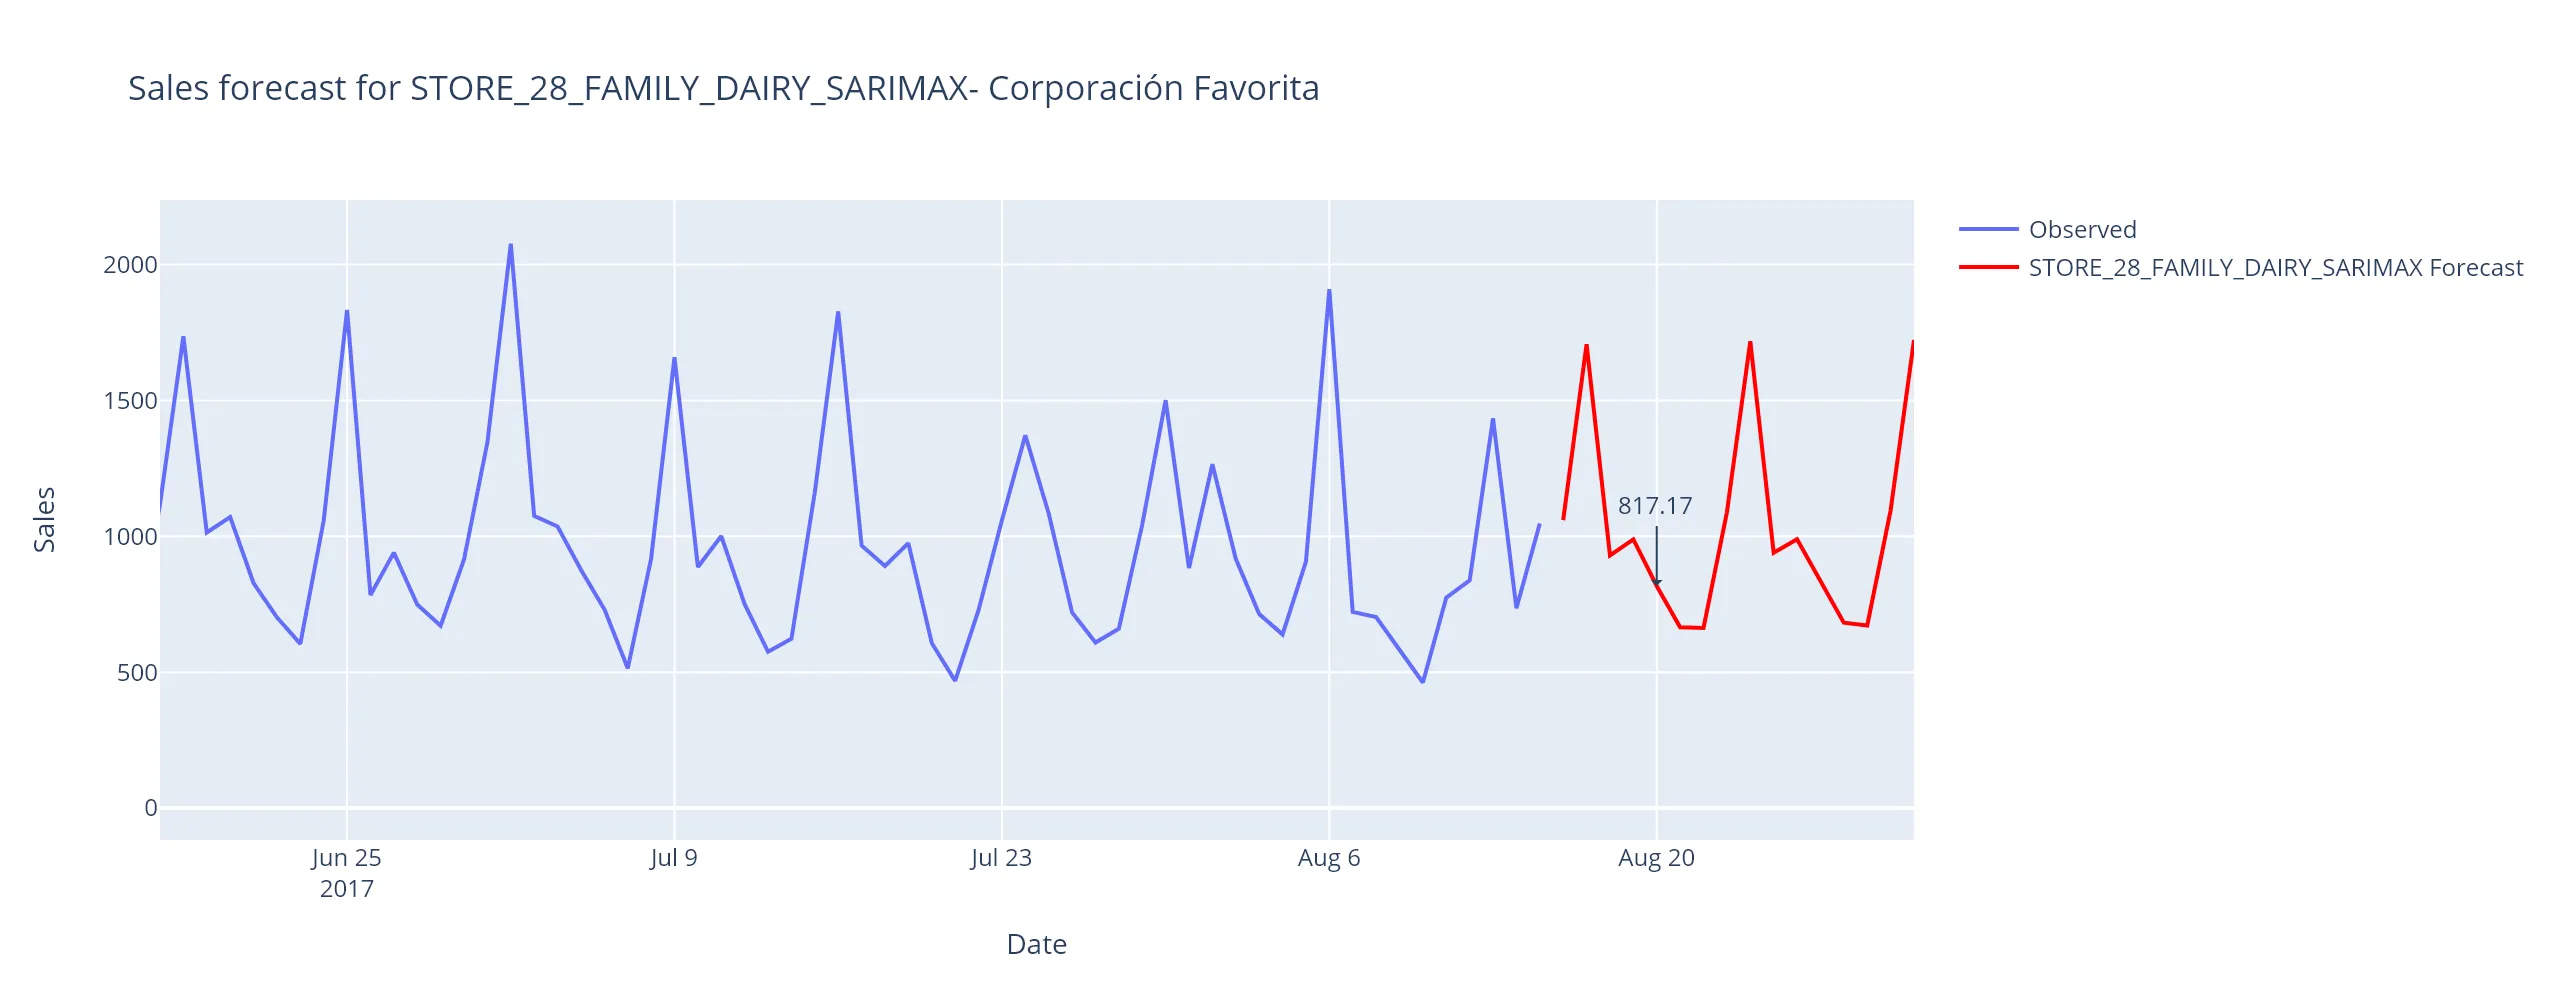 Sales forecast for STORE_28_FAMILY_DAIRY_SARIMAX- Corporación Favorita
Observed
STORE_28_FAMILY_DAIRY_SARIMAX Forecast
2000
1500
1000
500
0
Sales
817.17
Jun 25
2017
Jul 9
Jul 23
Aug 6
Aug 20
Date